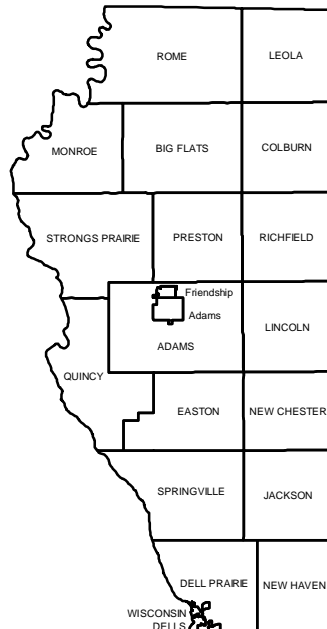 ROME
LEOLA
MONROE
BIG FLATS
COLBURN
STRONGS PRAIRIE
PRESTON
RICHFIELD
Friendship
Adams
LINCOLN
ADAMS
QUINCY
EASTON
NEW CHESTER
SPRINGVILLE
JACKSON
DELL PRAIRIE
NEW HAVEN
WISCONSIN
DELLS